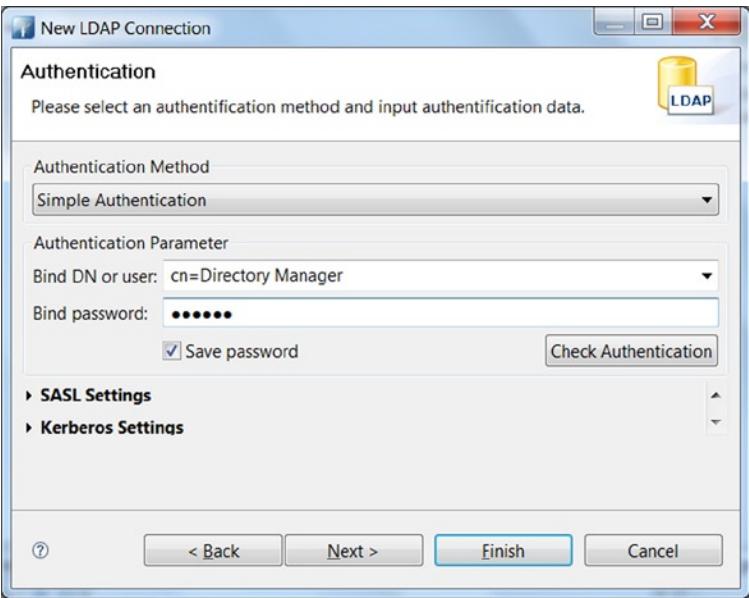 New LDAP Connection
Authentication
Please select an authentification method and input authentification data.
LDAP
Authentication Method
Simple Authentication
Authentication Parameter
Bind DN or user: cn=Directory Manager
Bind password: ●●●●●●
Save password Check Authentication
SASL Settings
Kerberos Settings
< Back Next > Finish Cancel